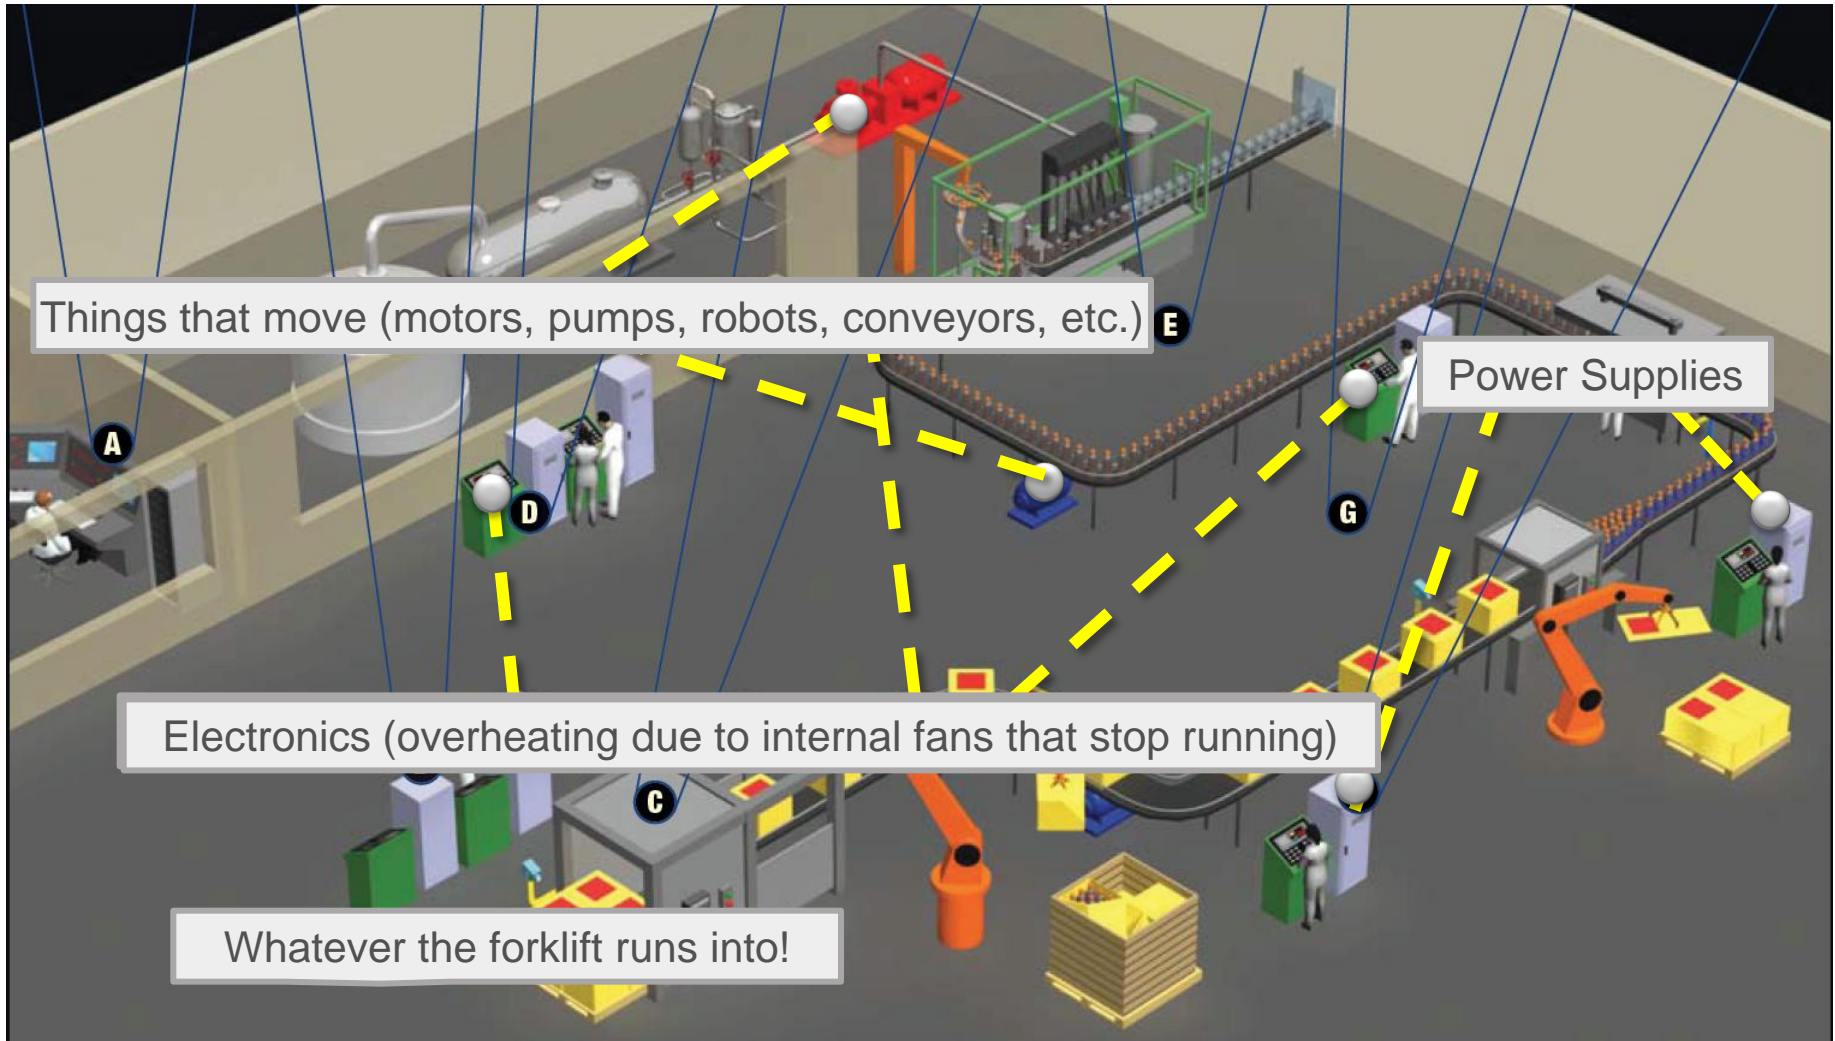 Things that move (motors, pumps, robots, conveyors, etc.)
E
Power Supplies
A
D
G
Electronics (overheating due to internal fans that stop running)
C
Whatever the forklift runs into!